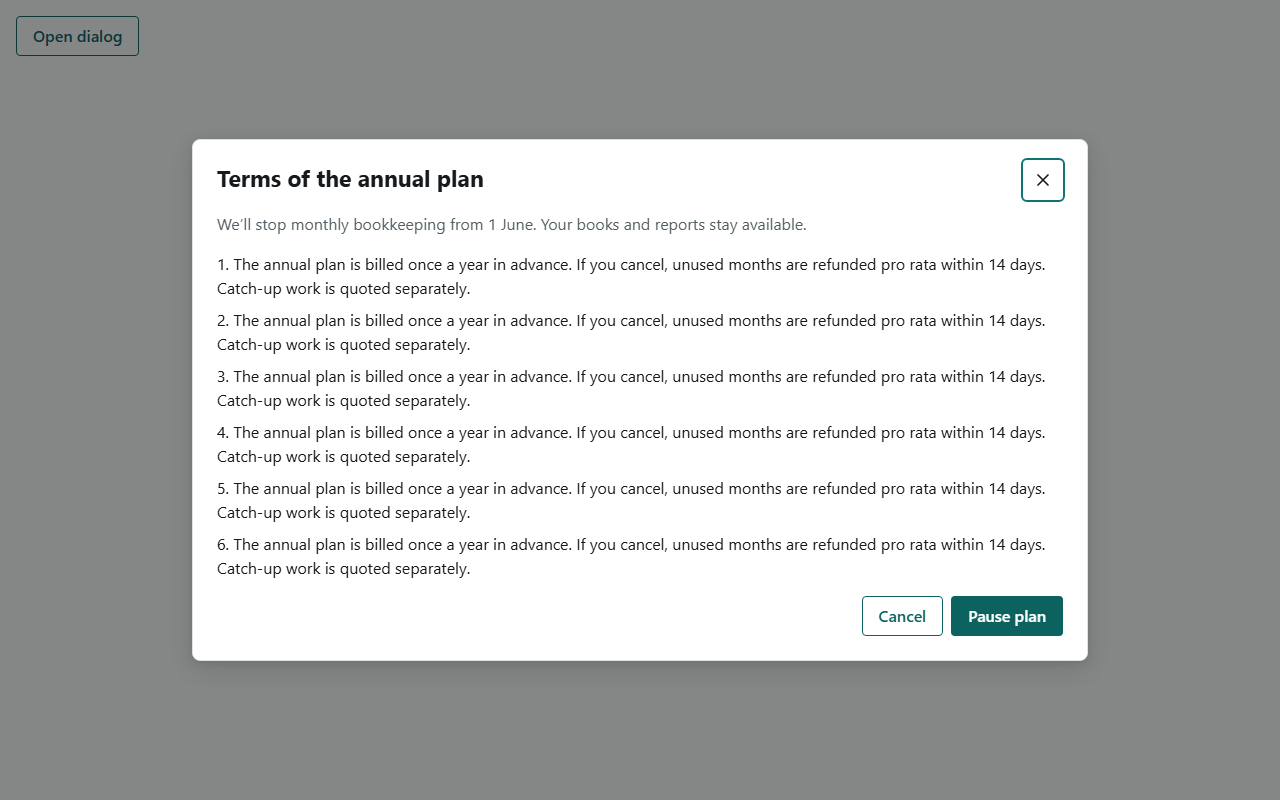 Open dialog
Terms of the annual plan
We’ll stop monthly bookkeeping from 1 June. Your books and reports stay available.
1. The annual plan is billed once a year in advance. If you cancel, unused months are refunded pro rata within 14 days.
Catch-up work is quoted separately.
2. The annual plan is billed once a year in advance. If you cancel, unused months are refunded pro rata within 14 days.
Catch-up work is quoted separately.
3. The annual plan is billed once a year in advance. If you cancel, unused months are refunded pro rata within 14 days.
Catch-up work is quoted separately.
4. The annual plan is billed once a year in advance. If you cancel, unused months are refunded pro rata within 14 days.
Catch-up work is quoted separately.
5. The annual plan is billed once a year in advance. If you cancel, unused months are refunded pro rata within 14 days.
Catch-up work is quoted separately.
6. The annual plan is billed once a year in advance. If you cancel, unused months are refunded pro rata within 14 days.
Catch-up work is quoted separately.
Cancel Pause plan